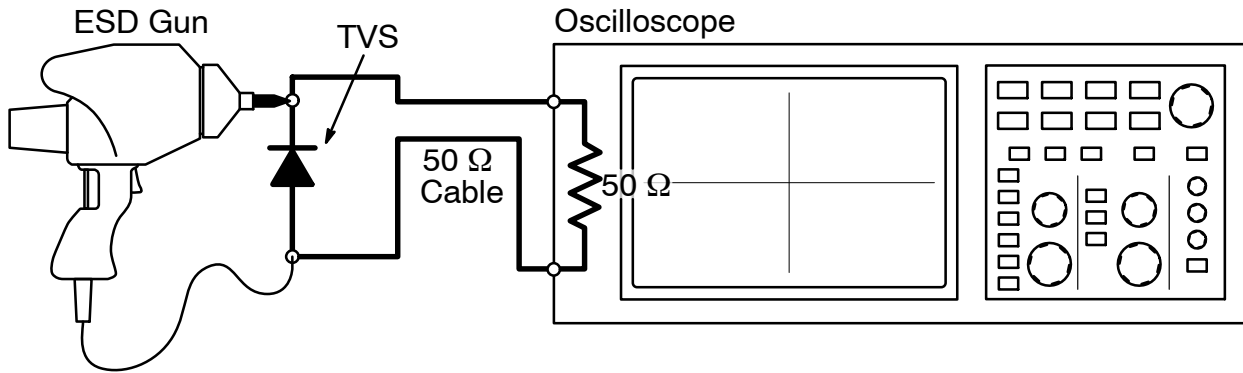 ESD Gun
TVS
Oscilloscope
50 Ω
Cable
50 Ω